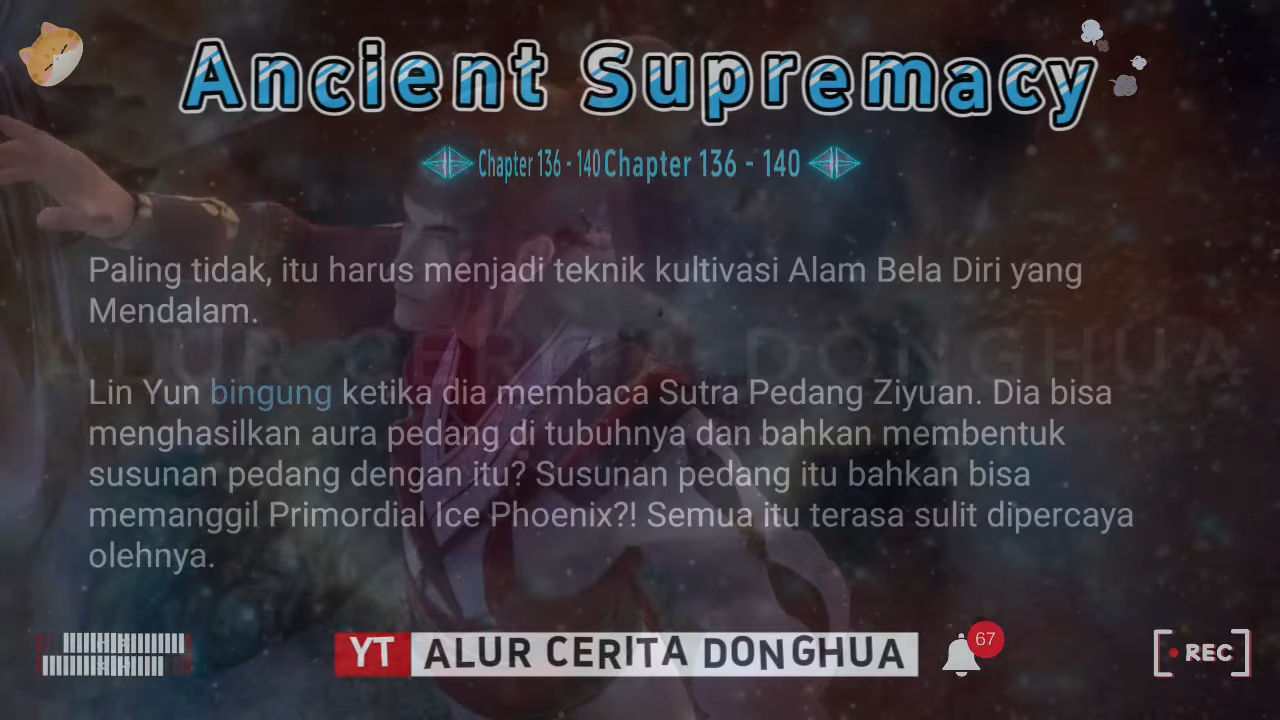 Ancient Supremacy
Chapter 136 - 140 Chapter 136 - 140
Paling tidak, itu harus menjadi teknik kultivasi Alam Bela Diri yang
Mendalam.
ALUR CERITA DONGHUA
Lin Yun bingung ketika dia membaca Sutra Pedang Ziyuan. Dia bisa
menghasilkan aura pedang di tubuhnya dan bahkan membentuk
susunan pedang dengan itu? Susunan pedang itu bahkan bisa
memanggil Primordial Ice Phoenix?! Semua itu terasa sulit dipercaya
olehnya.
YT ALUR CERITA DONGHUA
67
REC